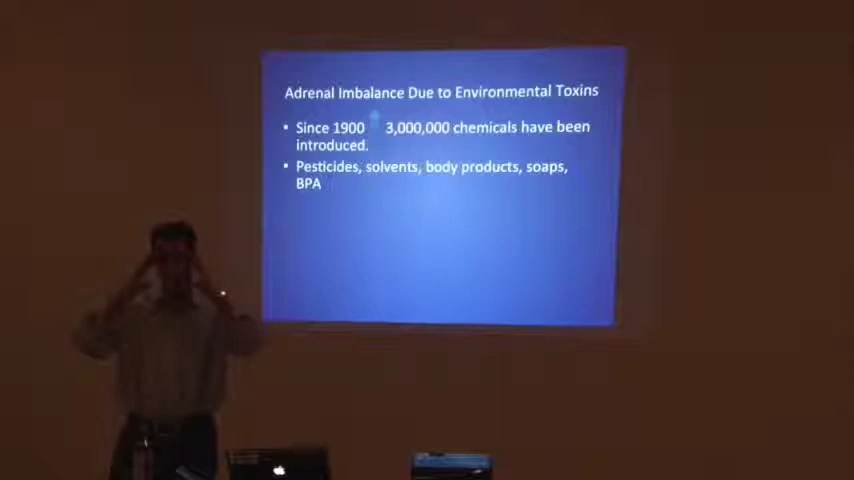 Adrenal Imbalance Due to Environmental Toxins
• Since 1900 3,000,000 chemicals have been
introduced.
• Pesticides, solvents, body products, soaps,
BPA